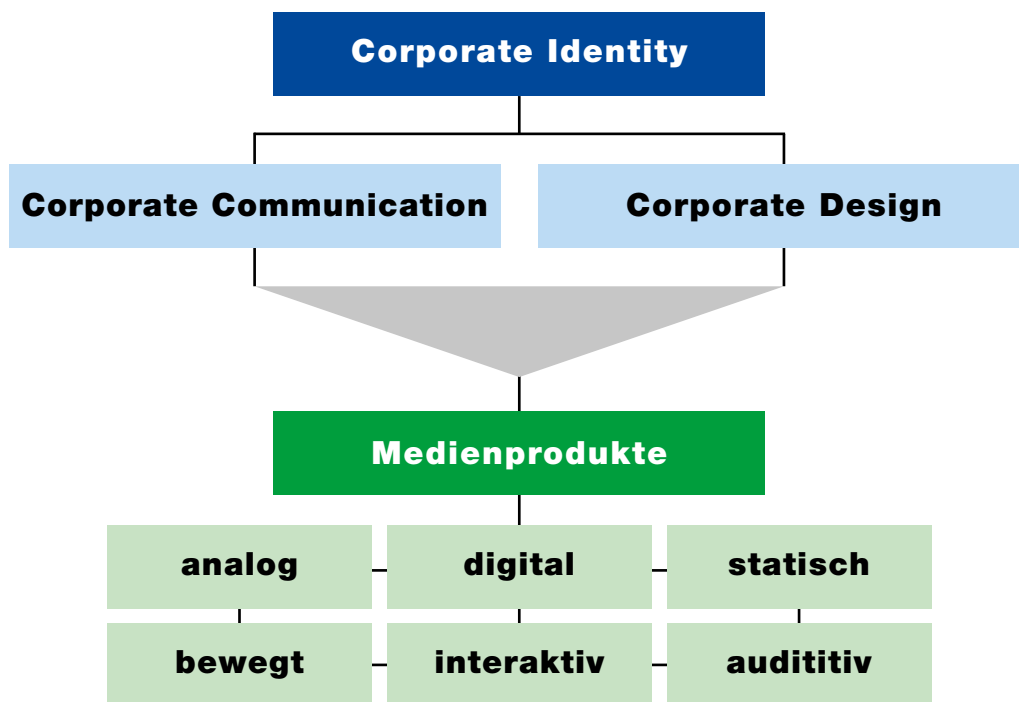 Corporate Identity
Corporate Communication
Corporate Design
Medienprodukte
analog
digital
statisch
bewegt
interaktiv
audititiv